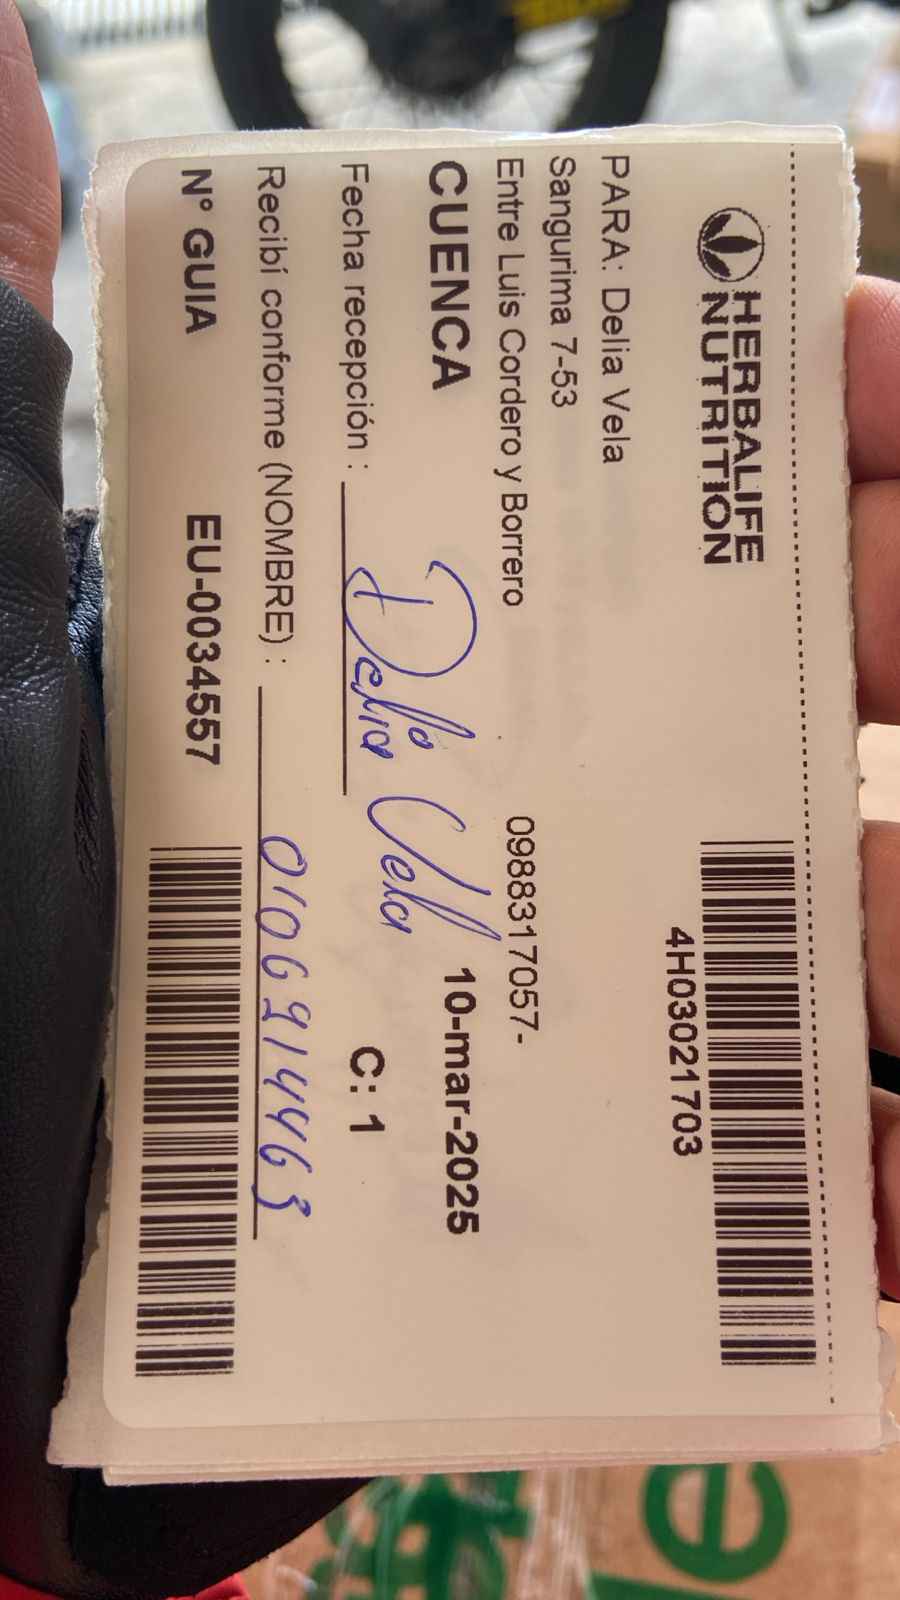 HERBALIFE
NUTRITION
4H03021703
PARA: Delia Vela
Sangurima 7-53
Entre Luis Cordero y Borrero
0988317057-
CUENCA
10-mar-2025
Fecha recepción : Delia Vela
C: 1
Recibí conforme (NOMBRE) : 0106914463
N° GUIA EU-0034557